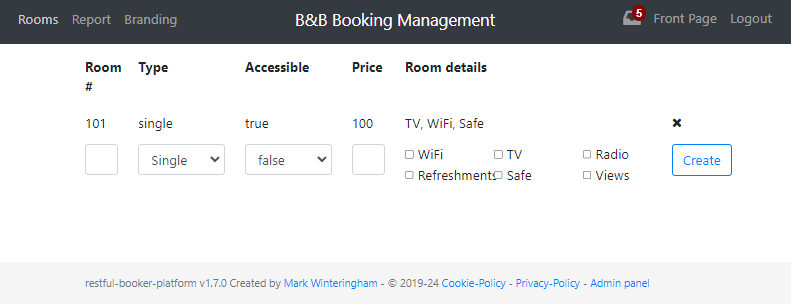 Rooms Report Branding B&B Booking Management 5 Front Page Logout
Room Type Accessible Price Room details
#
101 single true 100 TV, WiFi, Safe
Single false WiFi TV Radio Create
Refreshments Safe Views
restful-booker-platform v1.7.0 Created by Mark Winteringham - © 2019-24 Cookie-Policy - Privacy-Policy - Admin panel